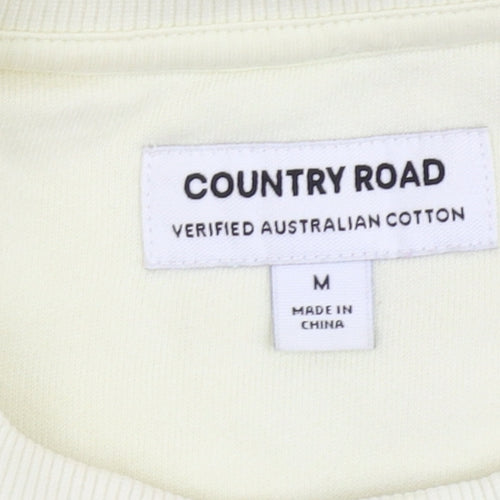 COUNTRY ROAD
VERIFIED AUSTRALIAN COTTON
M
MADE IN
CHINA